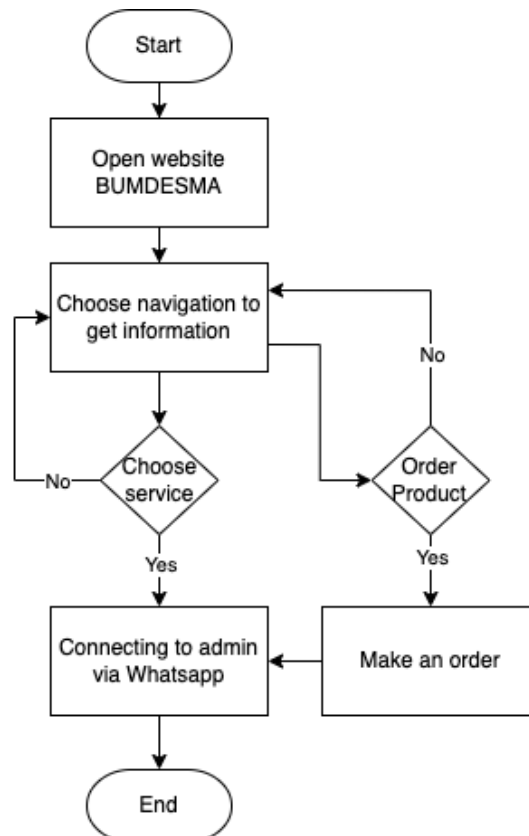 Start
Open website
BUMDESMA
Choose navigation to
get information
No
No
Choose
service
Order
Product
Yes
Yes
Connecting to admin
via Whatsapp
Make an order
End